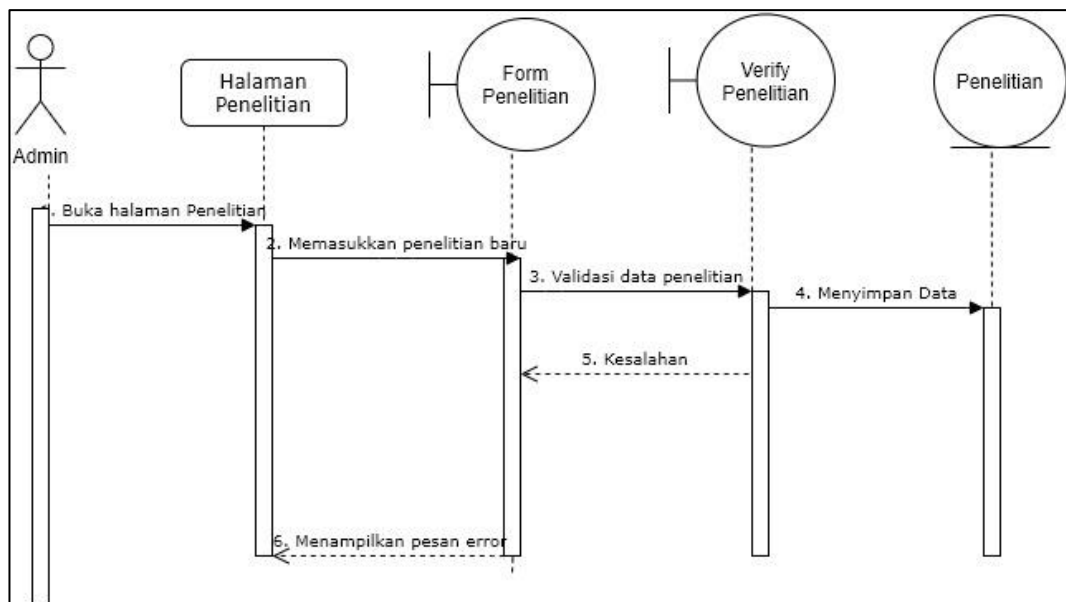 Halaman
Penelitian
Form
Penelitian
Verify
Penelitian
Penelitian
Admin
. Buka halaman Penelitian
2. Memasukkan penelitian baru
3. Validasi data penelitian
4. Menyimpan Data
5. Kesalahan
6. Menampilkan pesan error